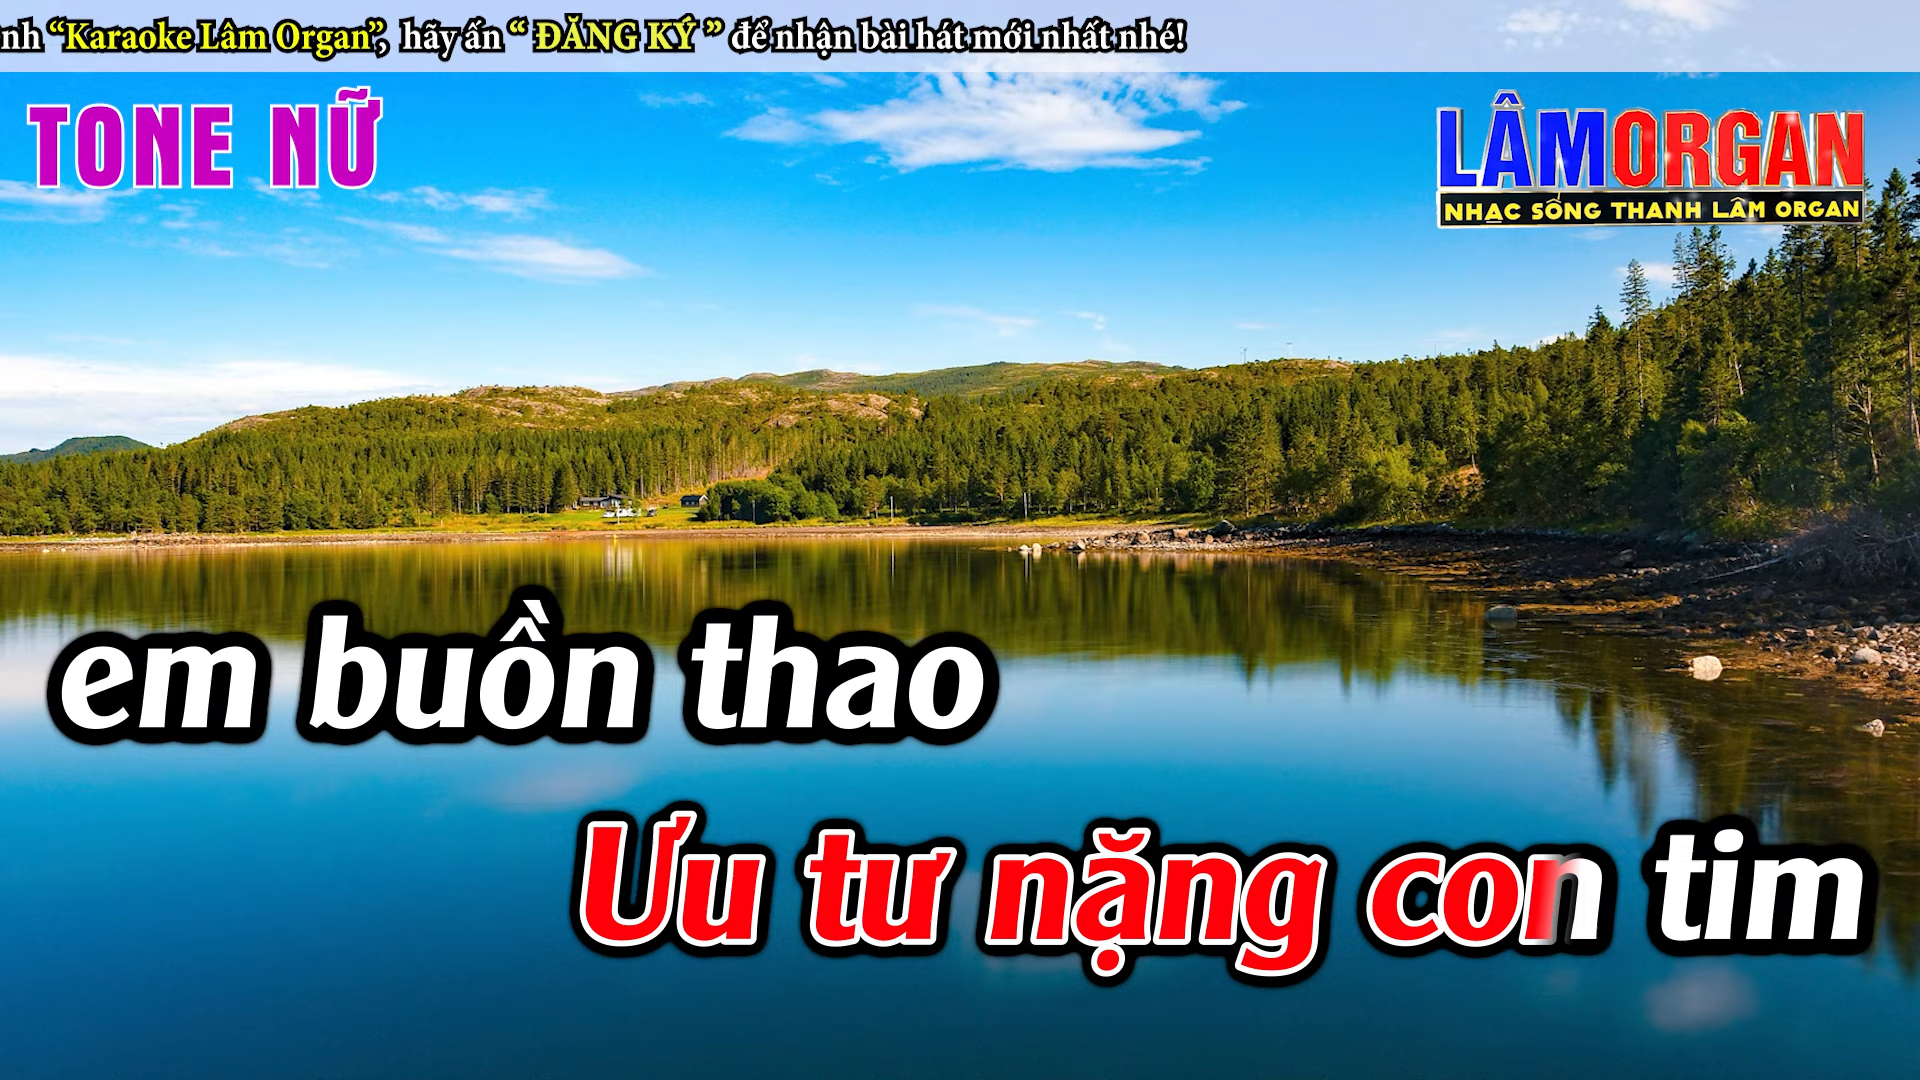 nh “Karaoke Lâm Organ”, hãy ấn “ ĐĂNG KÝ ” để nhận bài hát mới nhất nhé!
TONE NỮ
LÂMORGAN
NHẠC SỐNG THANH LÂM ORGAN
em buồn thao
Ưu tư nặng con tim